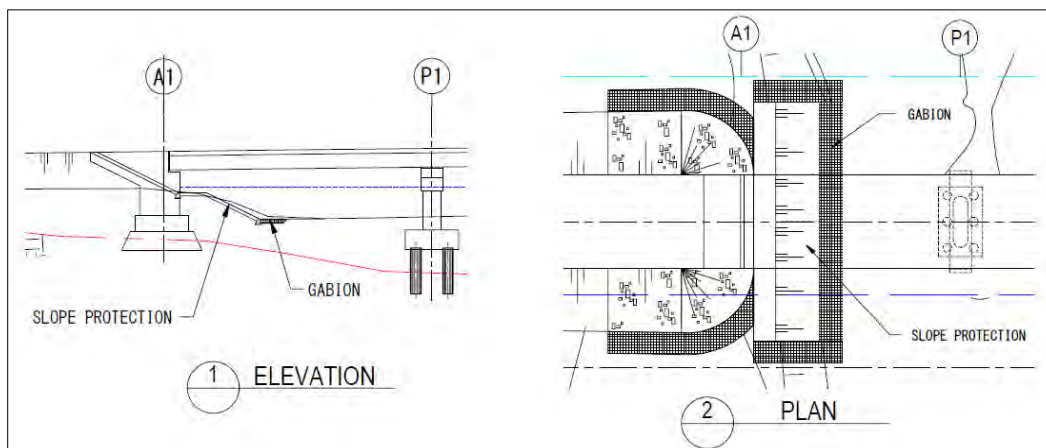 A1
P1
SLOPE PROTECTION
GABION
1
ELEVATION
A1
P1
GABION
SLOPE PROTECTION
2
PLAN